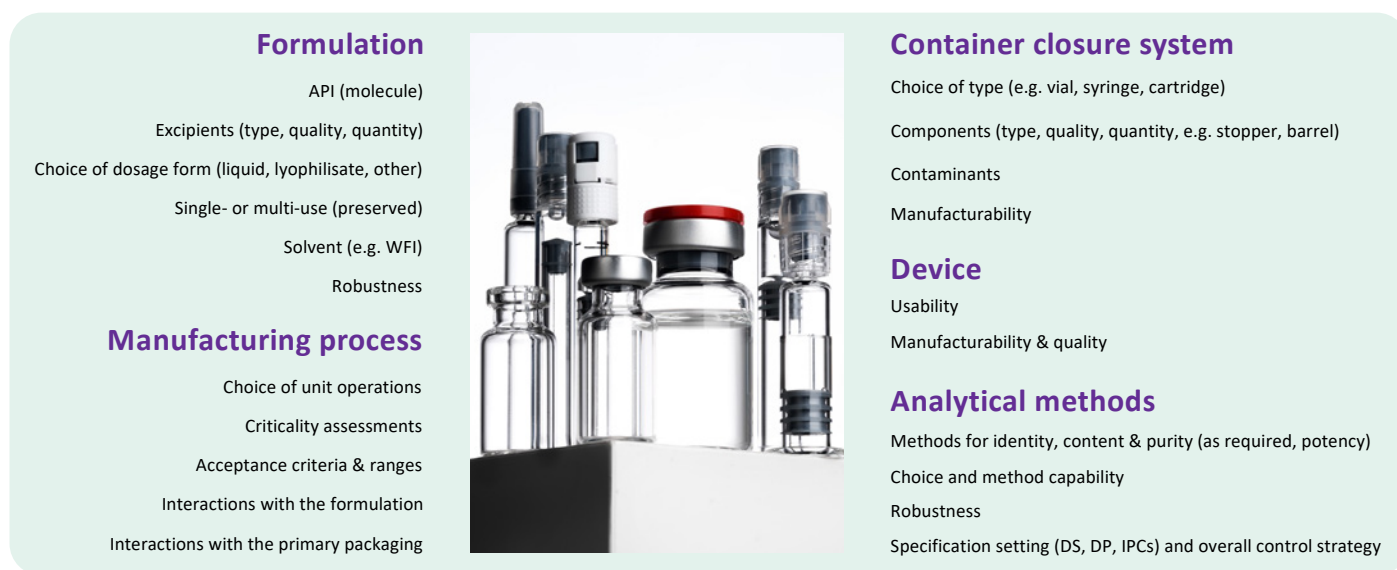 Formulation
API (molecule)
Excipients (type, quality, quantity)
Choice of dosage form (liquid, lyophilisate, other)
Single- or multi-use (preserved)
Solvent (e.g. WFI)
Robustness
Manufacturing process
Choice of unit operations
Criticality assessments
Acceptance criteria & ranges
Interactions with the formulation
Interactions with the primary packaging
Container closure system
Choice of type (e.g. vial, syringe, cartridge)
Components (type, quality, quantity, e.g. stopper, barrel)
Contaminants
Manufacturability
Device
Usability
Manufacturability & quality
Analytical methods
Methods for identity, content & purity (as required, potency)
Choice and method capability
Robustness
Specification setting (DS, DP, IPCs) and overall control strategy